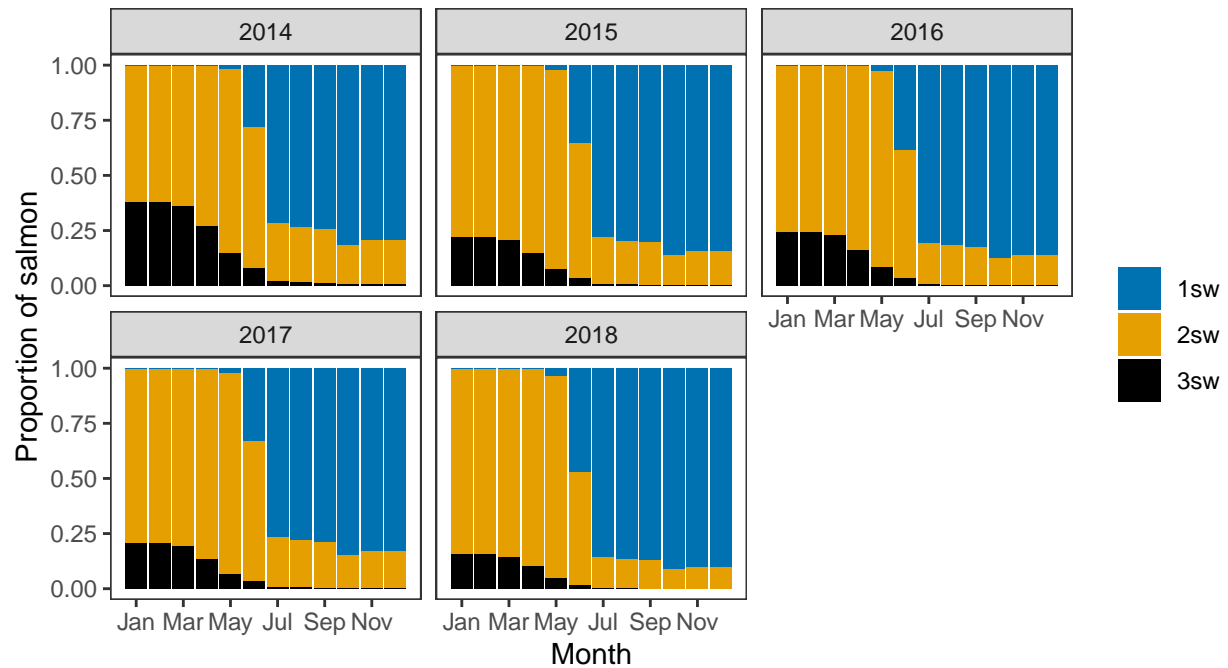 2014
2015
2016
1.00
0.75
0.50
0.25
0.00
Jan Mar May Jul Sep Nov
2017
2018
1.00
0.75
0.50
0.25
0.00
Jan Mar May Jul Sep Nov
Jan Mar May Jul Sep Nov
Month
Proportion of salmon
1sw
2sw
3sw